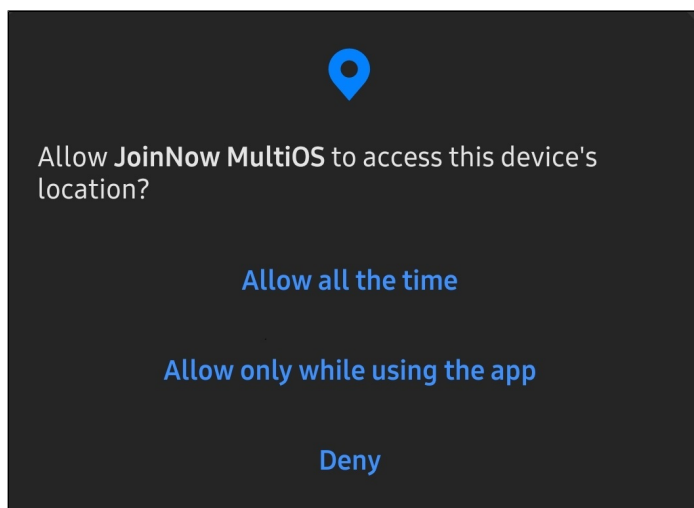 Allow JoinNow MultiOS to access this device's
location?
Allow all the time
Allow only while using the app
Deny